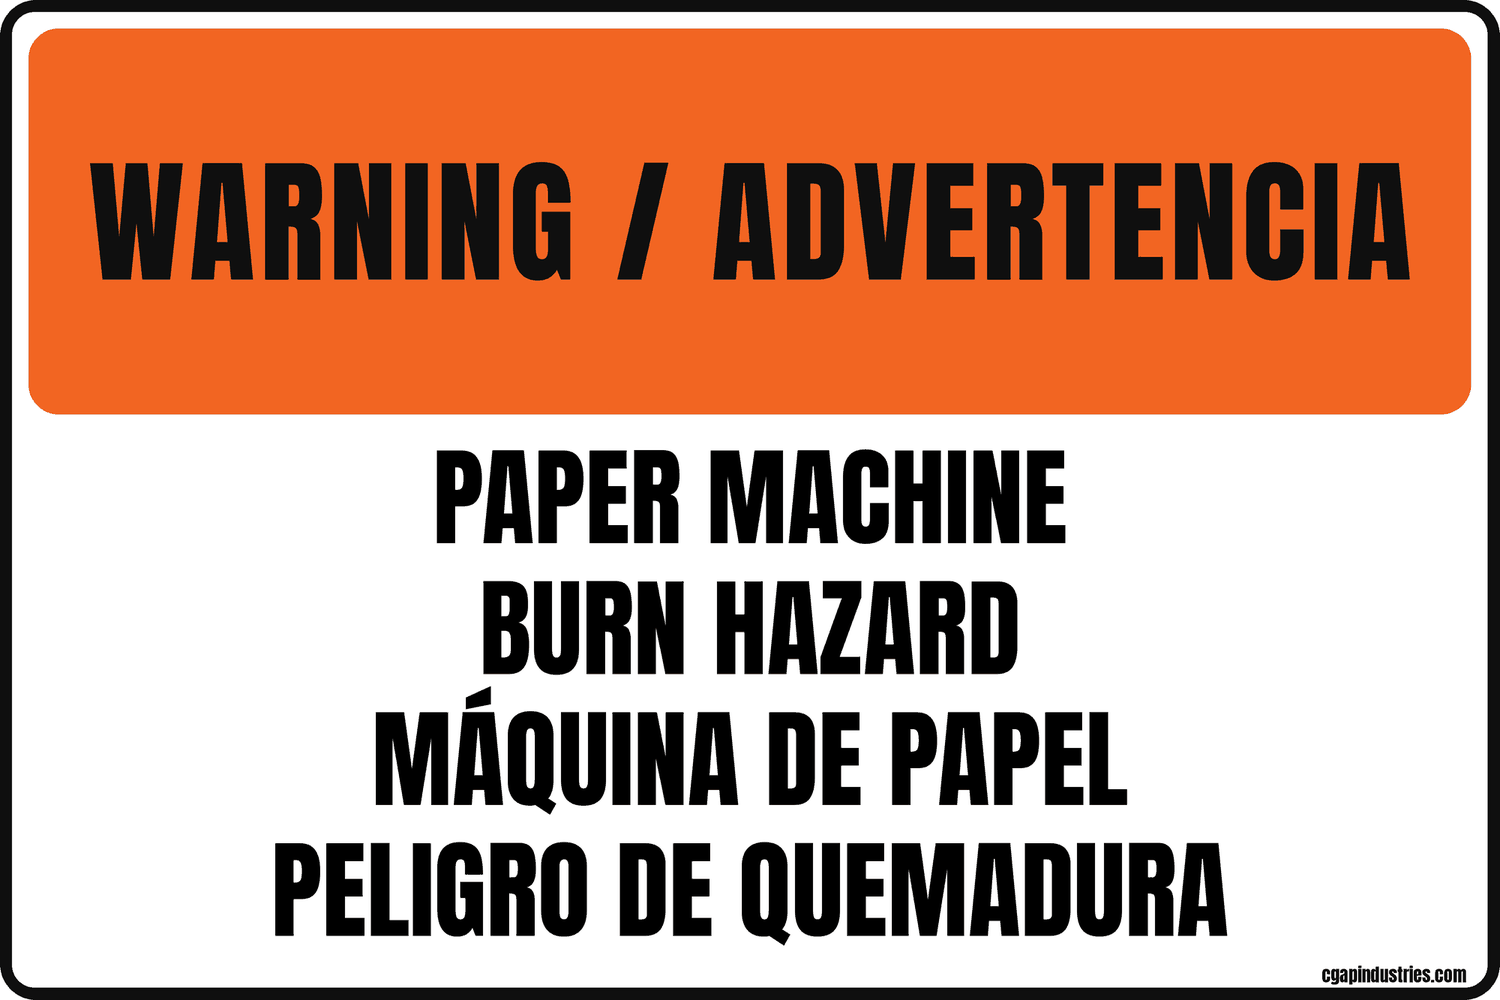 WARNING / ADVERTENCIA
PAPER MACHINE
BURN HAZARD
MÁQUINA DE PAPEL
PELIGRO DE QUEMADURA
cgapindustries.com